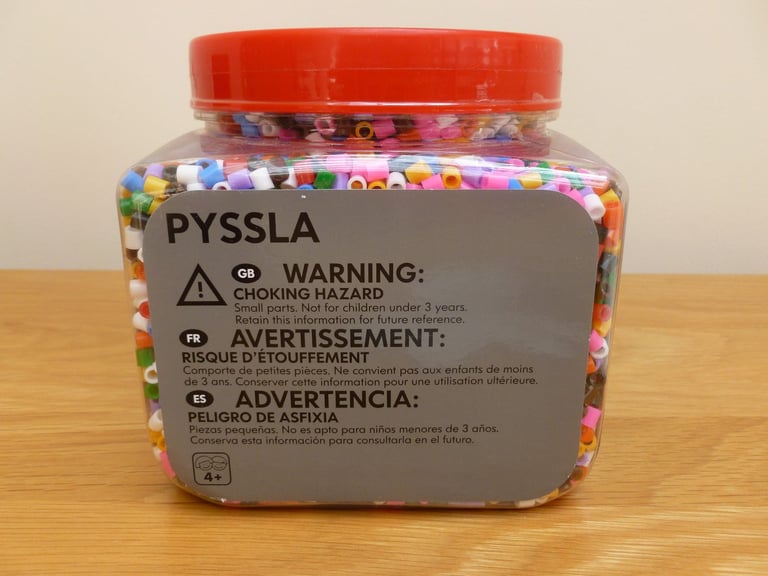 PYSSLA
GB WARNING:
CHOKING HAZARD
Small parts. Not for children under 3 years.
Retain this information for future reference.
FR AVERTISSEMENT:
RISQUE D'ÉTOUFFEMENT
Comporte de petites pièces. Ne convient pas aux enfants de moins
de 3 ans. Conserver cette information pour une utilisation ultérieure.
ES ADVERTENCIA:
PELIGRO DE ASFIXIA
Piezas pequeñas. No es apto para niños menores de 3 años.
Conserva esta información para consultarla en el futuro.
4+